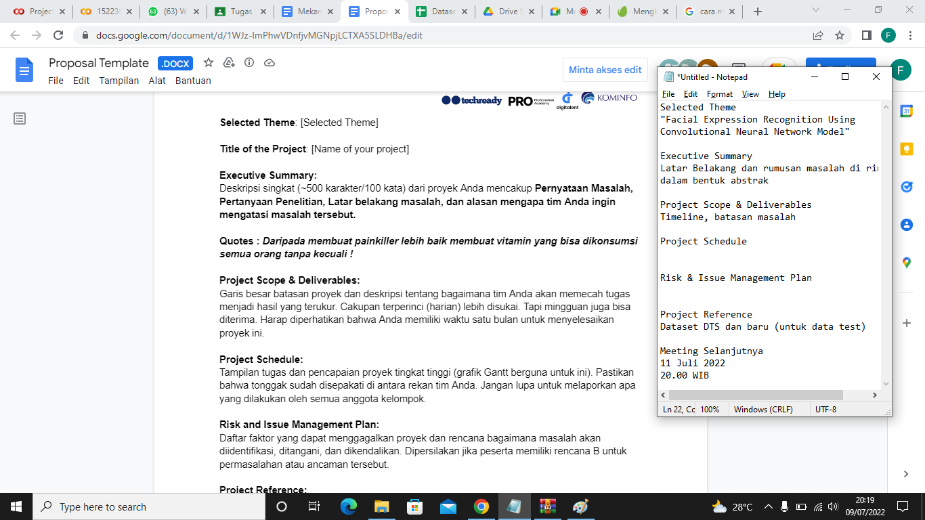 Projec
15223
(63) W
Tugas
Mekan
Propo
Datase
Drive S
M
Mengi
cara m
docs.google.com/document/d/1WJz-ImPhwVDnfjvMGNpjLCTXA5SLDHBa/edit
Proposal Template .DOCX
File Edit Tampilan Alat Bantuan
Minta akses edit
F
F
techready PRO digitalent KOMINFO
Selected Theme: [Selected Theme]
Title of the Project: [Name of your project]
Executive Summary:
Deskripsi singkat (~500 karakter/100 kata) dari proyek Anda mencakup Pernyataan Masalah,
Pertanyaan Penelitian, Latar belakang masalah, dan alasan mengapa tim Anda ingin
mengatasi masalah tersebut.
Quotes : Daripada membuat painkiller lebih baik membuat vitamin yang bisa dikonsumsi
semua orang tanpa kecuali !
Project Scope & Deliverables:
Garis besar batasan proyek dan deskripsi tentang bagaimana tim Anda akan memecah tugas
menjadi hasil yang terukur. Cakupan terperinci (harian) lebih disukai. Tapi mingguan juga bisa
diterima. Harap diperhatikan bahwa Anda memiliki waktu satu bulan untuk menyelesaikan
proyek ini.
Project Schedule:
Tampilan tugas dan pencapaian proyek tingkat tinggi (grafik Gantt berguna untuk ini). Pastikan
bahwa tonggak sudah disepakati di antara rekan tim Anda. Jangan lupa untuk melaporkan apa
yang dilakukan oleh semua anggota kelompok.
Risk and Issue Management Plan:
Daftar faktor yang dapat menggagalkan proyek dan rencana bagaimana masalah akan
diidentifikasi, ditangani, dan dikendalikan. Dipersilakan jika peserta memiliki rencana B untuk
permasalahan atau ancaman tersebut.
Project Reference:
*Untitled - Notepad
File Edit Format View Help
Selected Theme
"Facial Expression Recognition Using
Convolutional Neural Network Model"
Executive Summary
Latar Belakang dan rumusan masalah di ri
dalam bentuk abstrak
Project Scope & Deliverables
Timeline, batasan masalah
Project Schedule
Risk & Issue Management Plan
Project Reference
Dataset DTS dan baru (untuk data test)
Meeting Selanjutnya
11 Juli 2022
20.00 WIB
Ln 22, Cc 100% Windows (CRLF) UTF-8
Type here to search
28°C
20:19
09/07/2022